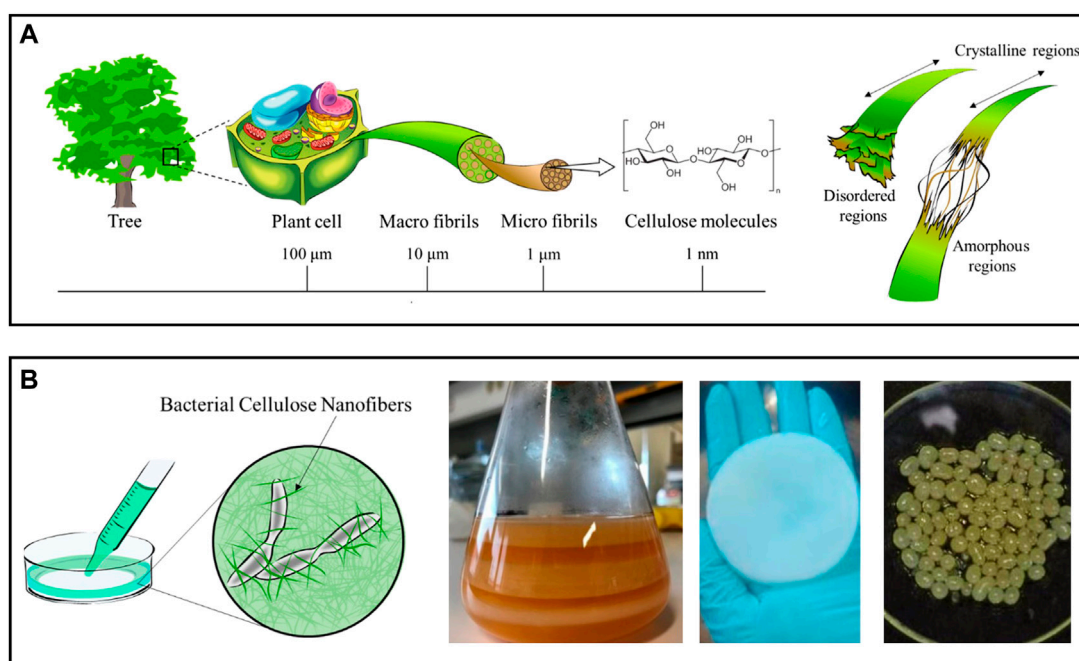 A
Crystalline regions
HO
OH
OH
HO
O
O
HO
O
OH
O
OH
n
Disordered
regions
Amorphous
regions
Tree
Plant cell
Macro fibrils
Micro fibrils
Cellulose molecules
100 μm
10 μm
1 μm
1 nm
B
Bacterial Cellulose Nanofibers